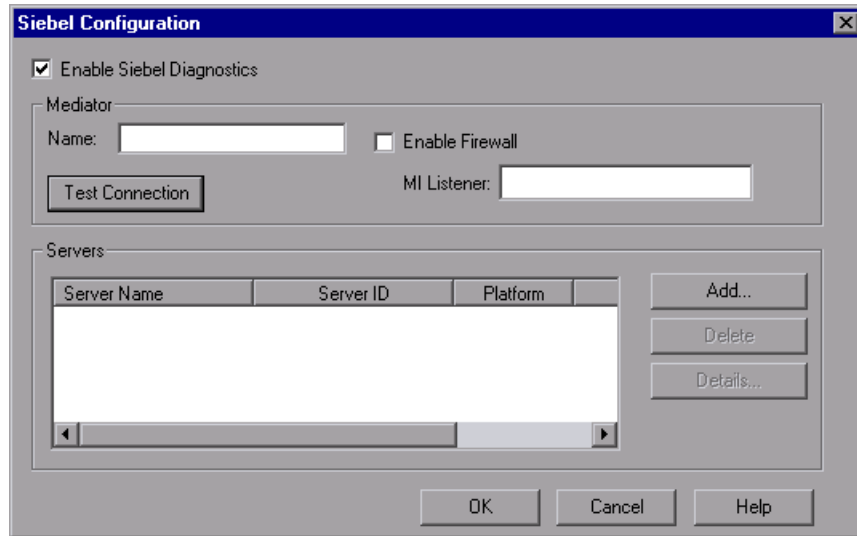 Siebel Configuration
Enable Siebel Diagnostics
Mediator
Name:
Enable Firewall
Test Connection
MI Listener:
Servers
Server Name Server ID Platform
Add...
Delete
Details...
OK Cancel Help